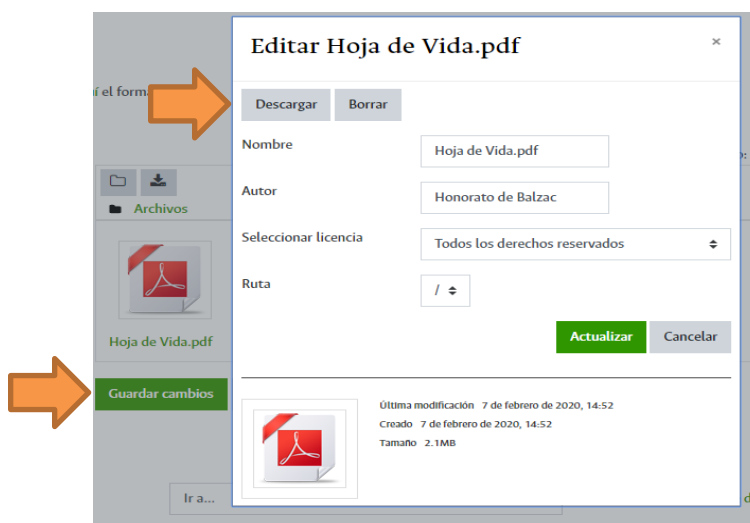 Editar Hoja de Vida.pdf
×
í el forma
Descargar Borrar
Nombre Hoja de Vida.pdf
Autor Honorato de Balzac
Archivos
Seleccionar licencia Todos los derechos reservados
Ruta /
Hoja de Vida.pdf
Actualizar Cancelar
Guardar cambios
Última modificación 7 de febrero de 2020, 14:52
Creado 7 de febrero de 2020, 14:52
Tamaño 2.1MB
Ir a...